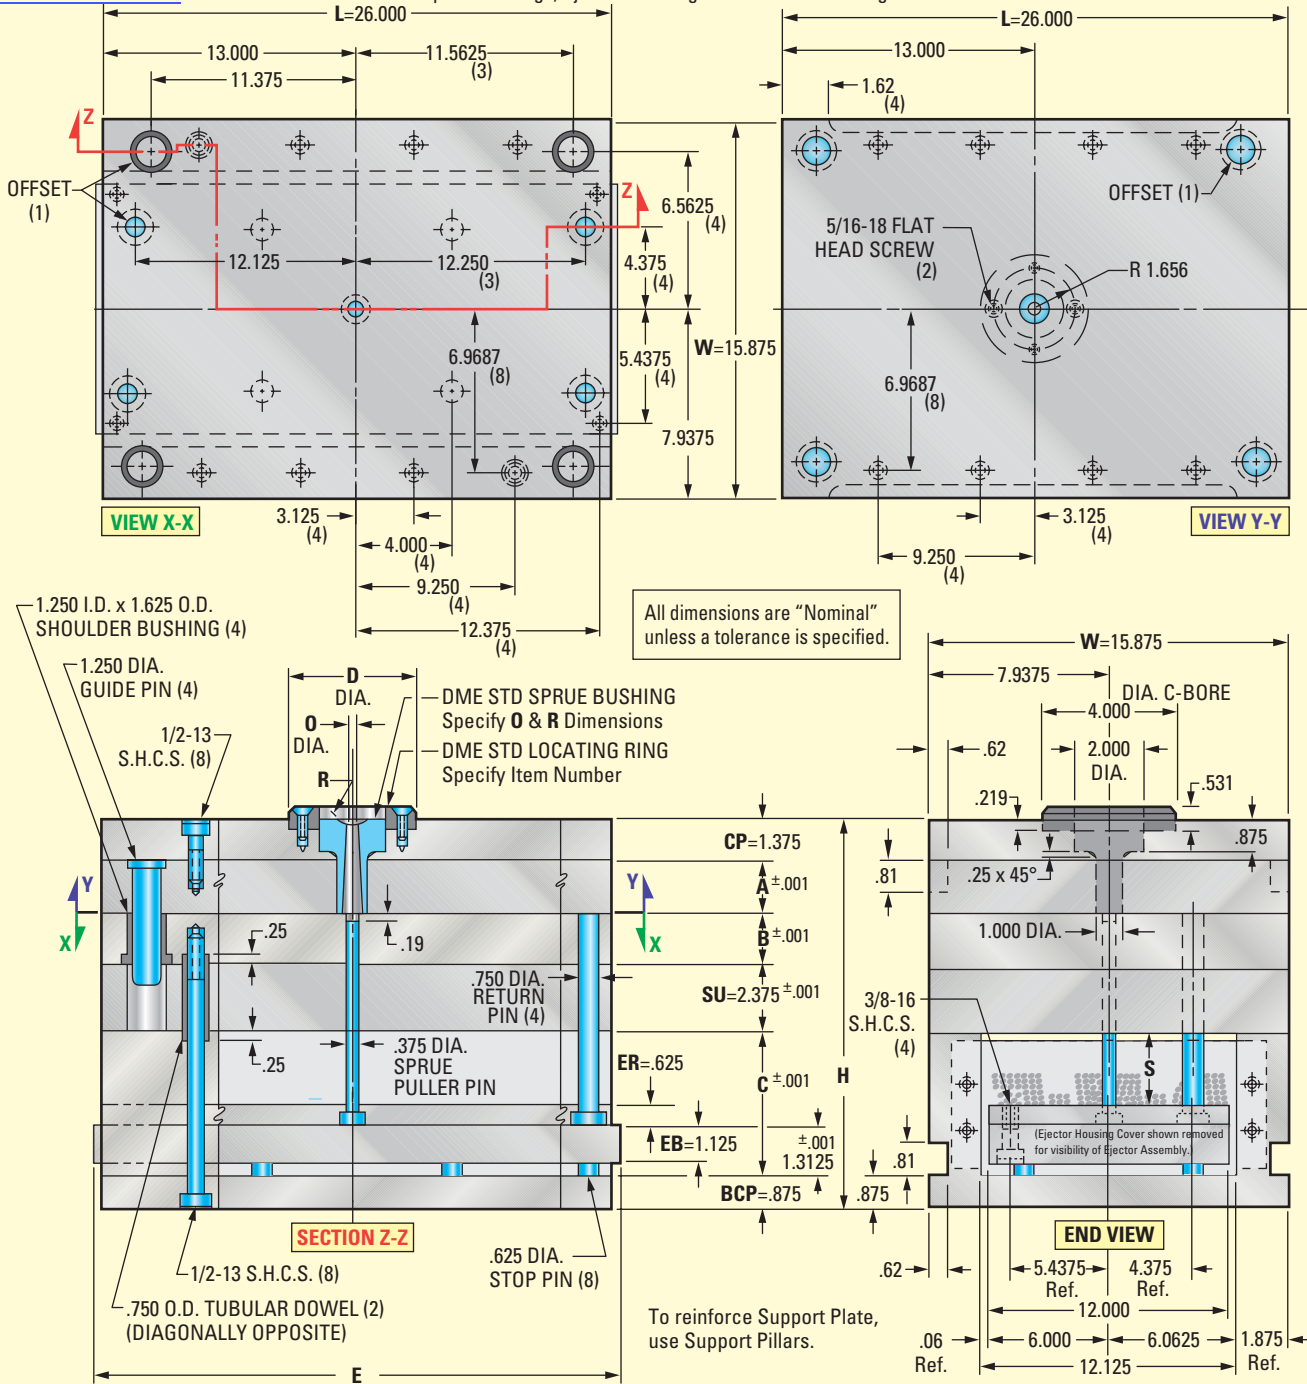 L=26.000
13.000
11.5625
(3)
11.375
Z
OFFSET
(1)
Z
6.5625
(4)
12.125
12.250
(3)
4.375
(4)
6.9687
(8)
5.4375
(4)
W=15.875
7.9375
VIEW X-X
3.125
(4)
4.000
(4)
9.250
(4)
12.375
(4)
L=26.000
13.000
1.62
(4)
OFFSET (1)
5/16-18 FLAT
HEAD SCREW
(2)
R 1.656
6.9687
(8)
3.125
(4)
VIEW Y-Y
9.250
(4)
All dimensions are “Nominal”
unless a tolerance is specified.
1.250 I.D. x 1.625 O.D.
SHOULDER BUSHING (4)
1.250 DIA.
GUIDE PIN (4)
1/2-13
S.H.C.S. (8)
D
DIA.
O
DIA.
R
DME STD SPRUE BUSHING
Specify O & R Dimensions
DME STD LOCATING RING
Specify Item Number
CP=1.375
A ±.001
Y
X
Y
X
B ±.001
.25
.19
.750 DIA.
RETURN
PIN (4)
SU=2.375 ±.001
.25
.375 DIA.
SPRUE
PULLER PIN
ER=.625
C ±.001
H
EB=1.125
±.001
1.3125
BCP=.875
.875
SECTION Z-Z
1/2-13 S.H.C.S. (8)
.750 O.D. TUBULAR DOWEL (2)
(DIAGONALLY OPPOSITE)
.625 DIA.
STOP PIN (8)
E
To reinforce Support Plate,
use Support Pillars.
W=15.875
7.9375
DIA. C-BORE
4.000
.62
2.000
DIA.
.531
.219
.875
.25 x 45°
.81
1.000 DIA.
3/8-16
S.H.C.S.
(4)
S
(Ejector Housing Cover shown removed
for visibility of Ejector Assembly.)
.81
END VIEW
.62
5.4375
Ref.
4.375
Ref.
12.000
.06
Ref.
6.000
6.0625
1.875
Ref.
12.125